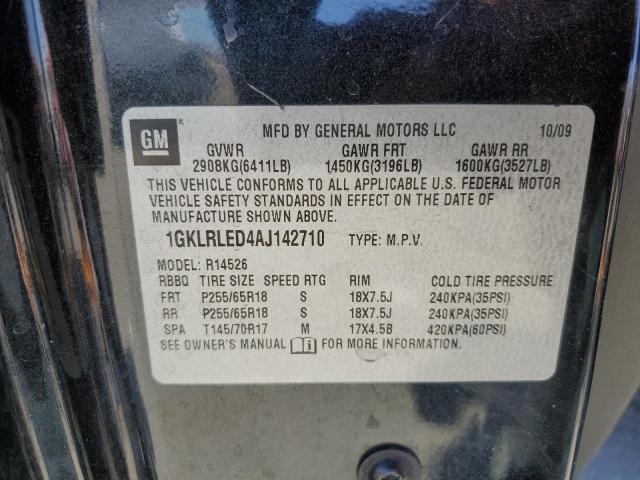 GM
MFD BY GENERAL MOTORS LLC 10/09
GVWR GAWR FRT GAWR RR
2908KG(6411LB) 1450KG(3196LB) 1600KG(3527LB)
THIS VEHICLE CONFORMS TO ALL APPLICABLE U.S. FEDERAL MOTOR
VEHICLE SAFETY STANDARDS IN EFFECT ON THE DATE OF
MANUFACTURE SHOWN ABOVE.
1GKLRLED4AJ142710 TYPE: M.P.V.
MODEL: R14526
RBBQ TIRE SIZE SPEED RTG RIM COLD TIRE PRESSURE
FRT P255/65R18 S 18X7.5J 240KPA(35PSI)
RR P255/65R18 S 18X7.5J 240KPA(35PSI)
SPA T145/70R17 M 17X4.5B 420KPA(60PSI)
SEE OWNER'S MANUAL i FOR MORE INFORMATION.